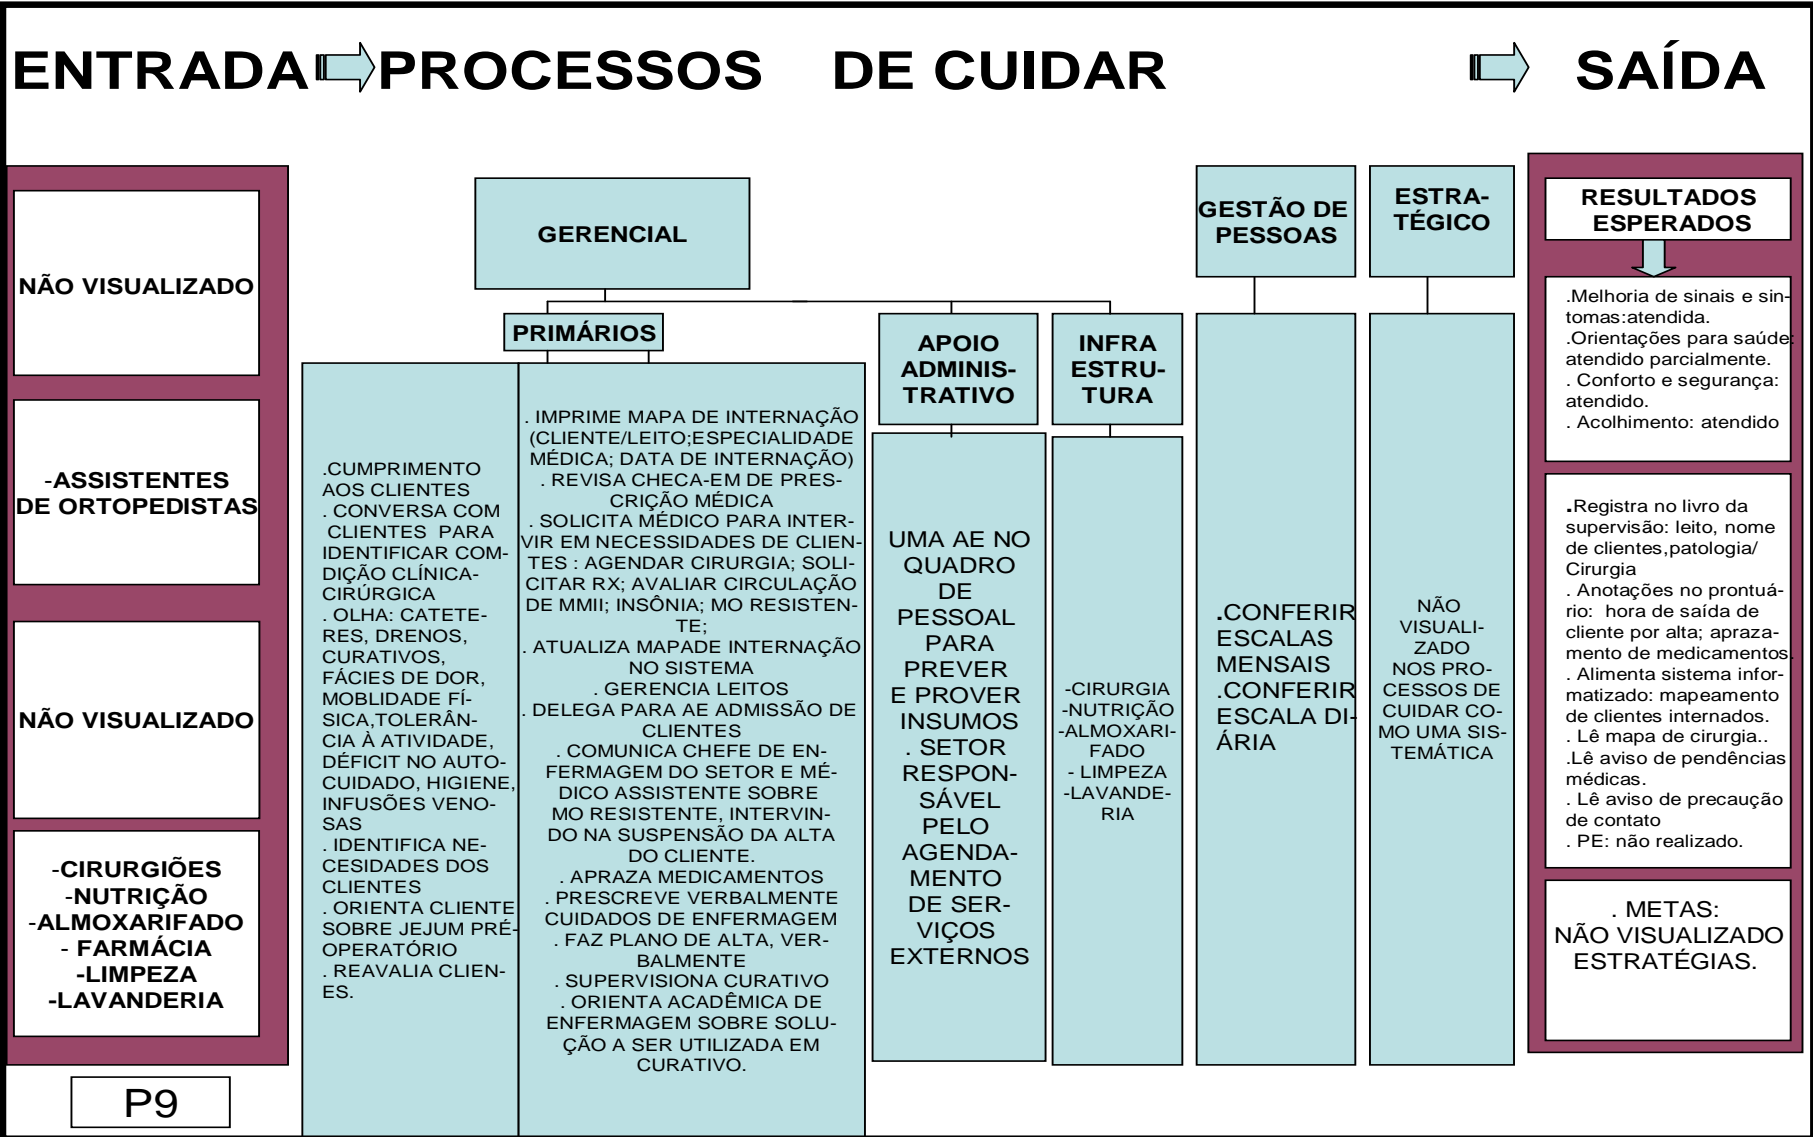 ENTRADA PROCESSOS DE CUIDAR SAÍDA
NÃO VISUALIZADO
-ASSISTENTES
DE ORTOPEDISTAS
NÃO VISUALIZADO
-CIRURGIÕES
-NUTRIÇÃO
-ALMOXARIFADO
- FARMÁCIA
-LIMPEZA
-LAVANDERIA
P9
GERENCIAL
PRIMÁRIOS
.CUMPRIMENTO
AOS CLIENTES
. CONVERSA COM
CLIENTES PARA
IDENTIFICAR COM-
DIÇÃO CLÍNICA-
CIRÚRGICA
. OLHA: CATETE-
RES, DRENOS,
CURATIVOS,
FÁCIES DE DOR,
MOBLIDADE FÍ-
SICA,TOLERÂN-
CIA À ATIVIDADE,
DÉFICIT NO AUTO-
CUIDADO, HIGIENE,
INFUSÕES VENO-
SAS
. IDENTIFICA NE-
CESIDADES DOS
CLIENTES
. ORIENTA CLIENTE
SOBRE JEJUM PRÉ-
OPERATÓRIO
. REAVALIA CLIEN-
ES.
. IMPRIME MAPA DE INTERNAÇÃO
(CLIENTE/LEITO;ESPECIALIDADE
MÉDICA; DATA DE INTERNAÇÃO)
. REVISA CHECA-EM DE PRES-
CRIÇÃO MÉDICA
. SOLICITA MÉDICO PARA INTER-
VIR EM NECESSIDADES DE CLIEN-
TES : AGENDAR CIRURGIA; SOLI-
CITAR RX; AVALIAR CIRCULAÇÃO
DE MMII; INSÔNIA; MO RESISTEN-
TE;
. ATUALIZA MAPADE INTERNAÇÃO
NO SISTEMA
. GERENCIA LEITOS
. DELEGA PARA AE ADMISSÃO DE
CLIENTES
. COMUNICA CHEFE DE EN-
FERMAGEM DO SETOR E MÉ-
DICO ASSISTENTE SOBRE
MO RESISTENTE, INTERVIN-
DO NA SUSPENSÃO DA ALTA
DO CLIENTE.
. APRAZA MEDICAMENTOS
. PRESCREVE VERBALMENTE
CUIDADOS DE ENFERMAGEM
. FAZ PLANO DE ALTA, VER-
BALMENTE
. SUPERVISIONA CURATIVO
. ORIENTA ACADÊMICA DE
ENFERMAGEM SOBRE SOLU-
ÇÃO A SER UTILIZADA EM
CURATIVO.
APOIO
ADMINIS-
TRATIVO
UMA AE NO
QUADRO
DE
PESSOAL
PARA
PREVER
E PROVER
INSUMOS
. SETOR
RESPON-
SÁVEL
PELO
AGENDA-
MENTO
DE SER-
VIÇOS
EXTERNOS
INFRA
ESTRU-
TURA
-CIRURGIA
-NUTRIÇÃO
-ALMOXARI-
FADO
- LIMPEZA
-LAVANDE-
RIA
GESTÃO DE
PESSOAS
.CONFERIR
ESCALAS
MENSAIS
.CONFERIR
ESCALA DI-
ÁRIA
ESTRA-
TÉGICO
NÃO
VISUALI-
ZADO
NOS PRO-
CESSOS DE
CUIDAR CO-
MO UMA SIS-
TEMÁTICA
RESULTADOS
ESPERADOS
.Melhoria de sinais e sin-
tomas:atendida.
.Orientações para saúde:
atendido parcialmente.
. Conforto e segurança:
atendido.
. Acolhimento: atendido
.Registra no livro da
supervisão: leito, nome
de clientes,patologia/
Cirurgia
. Anotações no prontuá-
rio: hora de saída de
cliente por alta; apraza-
mento de medicamentos.
. Alimenta sistema infor-
matizado: mapeamento
de clientes internados.
. Lê mapa de cirurgia..
.Lê aviso de pendências
médicas.
. Lê aviso de precaução
de contato
. PE: não realizado.
. METAS:
NÃO VISUALIZADO
ESTRATÉGIAS.